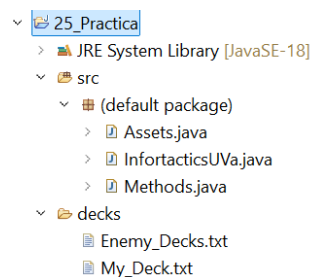 25_Practica
JRE System Library [JavaSE-18]
src
(default package)
Assets.java
InfortacticsUVa.java
Methods.java
decks
Enemy_Decks.txt
My_Deck.txt